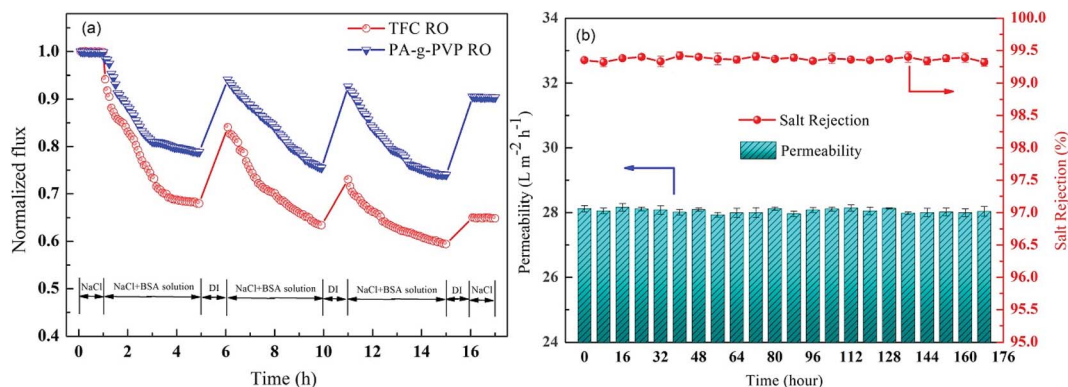 (a)
TFC RO
PA-g-PVP RO
Normalized flux
1.0
0.9
0.8
0.7
0.6
0.5
0.4
NaCl NaCl+BSA solution DI NaCl+BSA solution DI NaCl+BSA solution DI NaCl
0 2 4 6 8 10 12 14 16
Time (h)
(b)
Permeability (L m⁻² h⁻¹)
34
32
30
28
26
24
Salt Rejection
Permeability
0 16 32 48 64 80 96 112 128 144 160 176
Time (hour)
100.0
99.5
99.0
98.5
98.0
97.5
97.0
96.5
96.0
95.5
95.0
Salt Rejection (%)